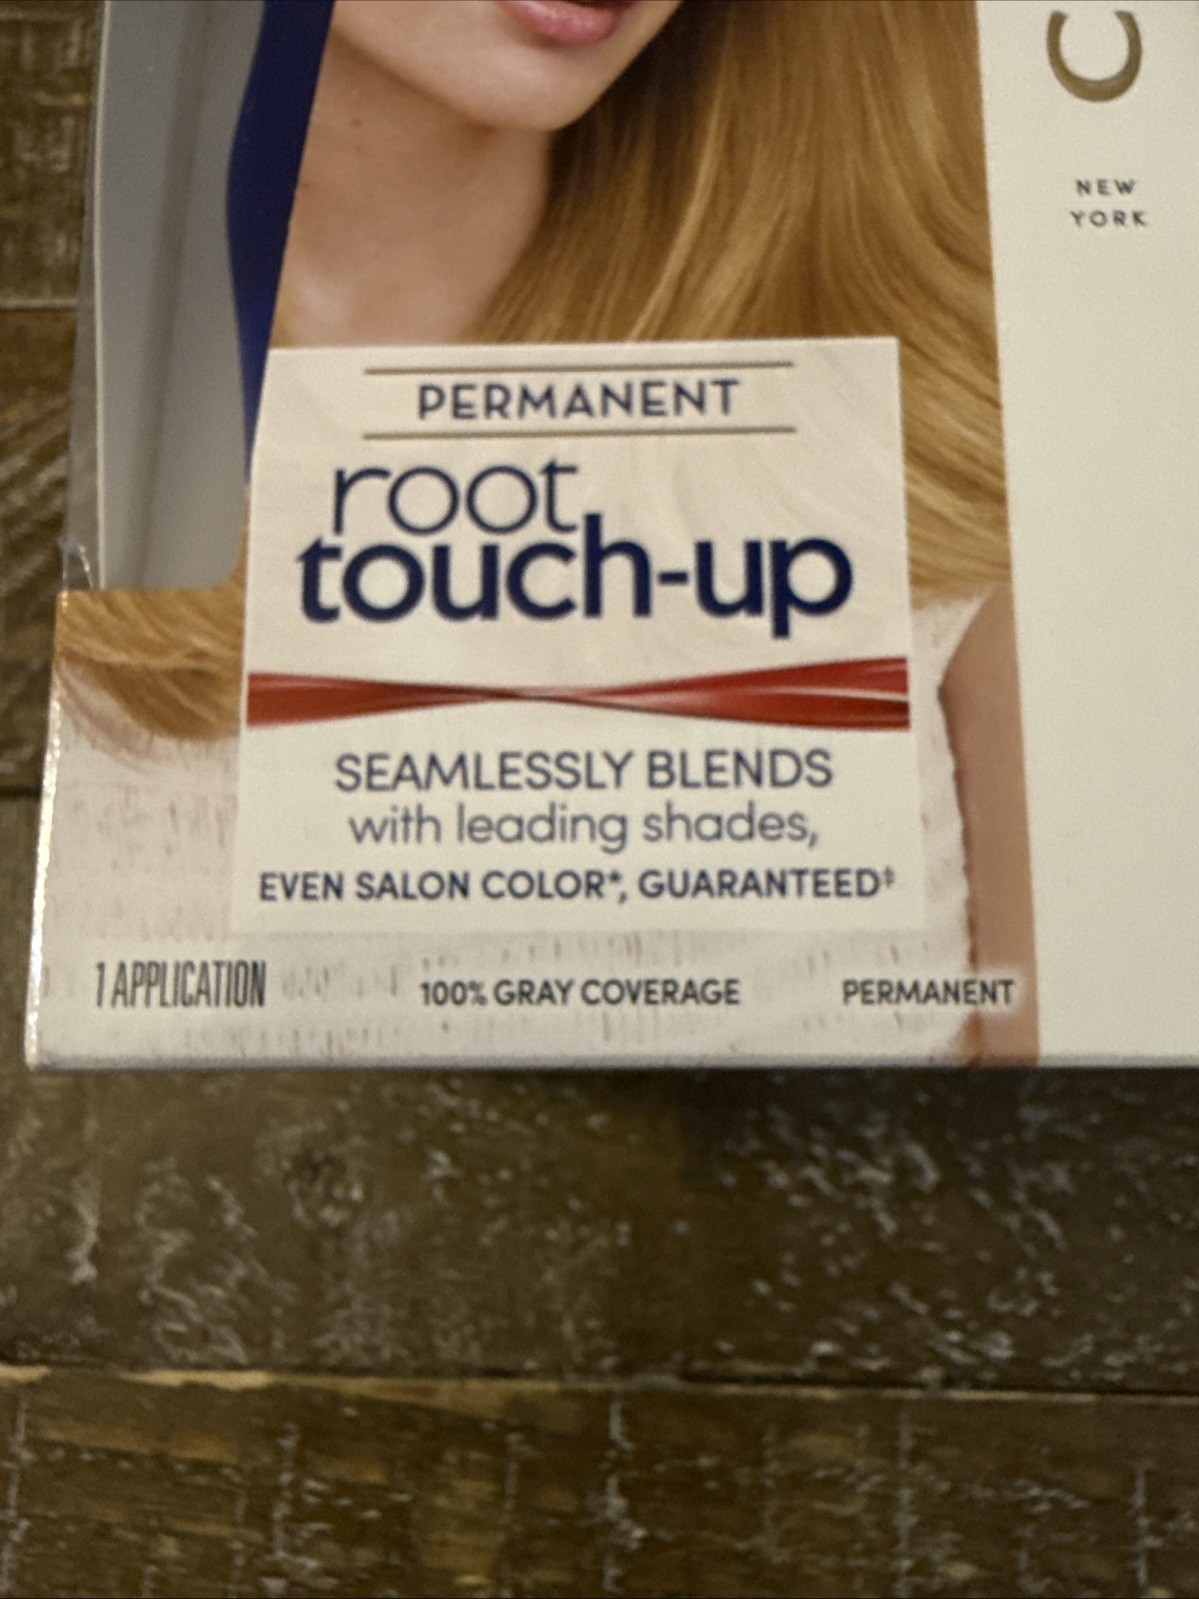 C
NEW
YORK
PERMANENT
root
touch-up
SEAMLESSLY BLENDS
with leading shades,
EVEN SALON COLOR*, GUARANTEED‡
1 APPLICATION
100% GRAY COVERAGE
PERMANENT